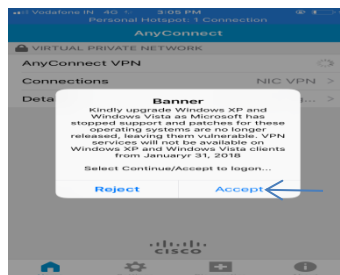 Vodafone IN 4G 3:05 PM
Personal Hotspot: 1 Connection
AnyConnect
VIRTUAL PRIVATE NETWORK
AnyConnect VPN
Connections NIC VPN >
Deta
Banner
Kindly upgrade Windows XP and
Windows Vista as Microsoft has
stopped support and patches for these
operating systems are no longer
released, leaving them vulnerable. VPN
services will not be available on
Windows XP and Windows Vista clients
from Januaryr 31, 2018
Select Continue/Accept to logon...
Reject Accept
cisco